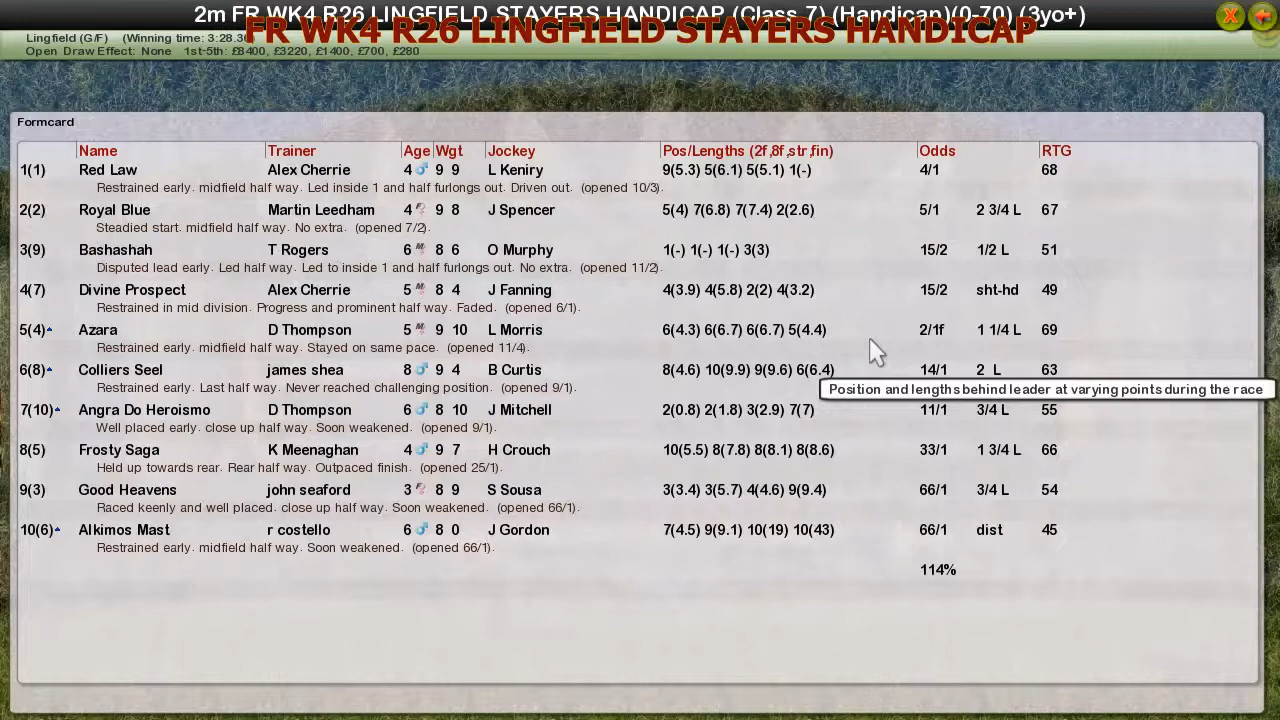 2m FR WK4 R26 LINGFIELD STAYERS HANDICAP (Class 7) (Handicap)(0-70) (3yo+)
FR WK4 R26 LINGFIELD STAYERS HANDICAP
Lingfield (G/F) (Winning time: 3:28.30
Open Draw Effect: None 1st-5th: £8400, £3220, £1400, £700, £280
Formcard
Name Trainer Age Wgt Jockey Pos/Lengths (2f,8f,str,fin) Odds RTG
1(1) Red Law Alex Cherrie 4 9 9 L Keniry 9(5.3) 5(6.1) 5(5.1) 1(-) 4/1 68
Restrained early. midfield half way. Led inside 1 and half furlongs out. Driven out. (opened 10/3).
2(2) Royal Blue Martin Leedham 4 9 8 J Spencer 5(4) 7(6.8) 7(7.4) 2(2.6) 5/1 2 3/4 L 67
Steadied start. midfield half way. No extra. (opened 7/2).
3(9) Bashashah T Rogers 6 8 6 O Murphy 1(-) 1(-) 1(-) 3(3) 15/2 1/2 L 51
Disputed lead early. Led half way. Led to inside 1 and half furlongs out. No extra. (opened 11/2).
4(7) Divine Prospect Alex Cherrie 5 8 4 J Fanning 4(3.9) 4(5.8) 2(2) 4(3.2) 15/2 sht-hd 49
Restrained in mid division. Progress and prominent half way. Faded. (opened 6/1).
5(4) Azara D Thompson 5 9 10 L Morris 6(4.3) 6(6.7) 6(6.7) 5(4.4) 2/1f 1 1/4 L 69
Restrained early. midfield half way. Stayed on same pace. (opened 11/4).
6(8) Colliers Seel james shea 8 9 4 B Curtis 8(4.6) 10(9.9) 9(9.6) 6(6.4) 14/1 2 L 63
Restrained early. Last half way. Never reached challenging position. (opened 9/1).
Position and lengths behind leader at varying points during the race
7(10) Angra Do Heroismo D Thompson 6 8 10 J Mitchell 2(0.8) 2(1.8) 3(2.9) 7(7) 11/1 3/4 L 55
Well placed early. close up half way. Soon weakened. (opened 9/1).
8(5) Frosty Saga K Meenaghan 4 9 7 H Crouch 10(5.5) 8(7.8) 8(8.1) 8(8.6) 33/1 1 3/4 L 66
Held up towards rear. Rear half way. Outpaced finish. (opened 25/1).
9(3) Good Heavens john seaford 3 8 9 S Sousa 3(3.4) 3(5.7) 4(4.6) 9(9.4) 66/1 3/4 L 54
Raced keenly and well placed. close up half way. Soon weakened. (opened 66/1).
10(6) Alkimos Mast r costello 6 8 0 J Gordon 7(4.5) 9(9.1) 10(19) 10(43) 66/1 dist 45
Restrained early. midfield half way. Soon weakened. (opened 66/1).
114%